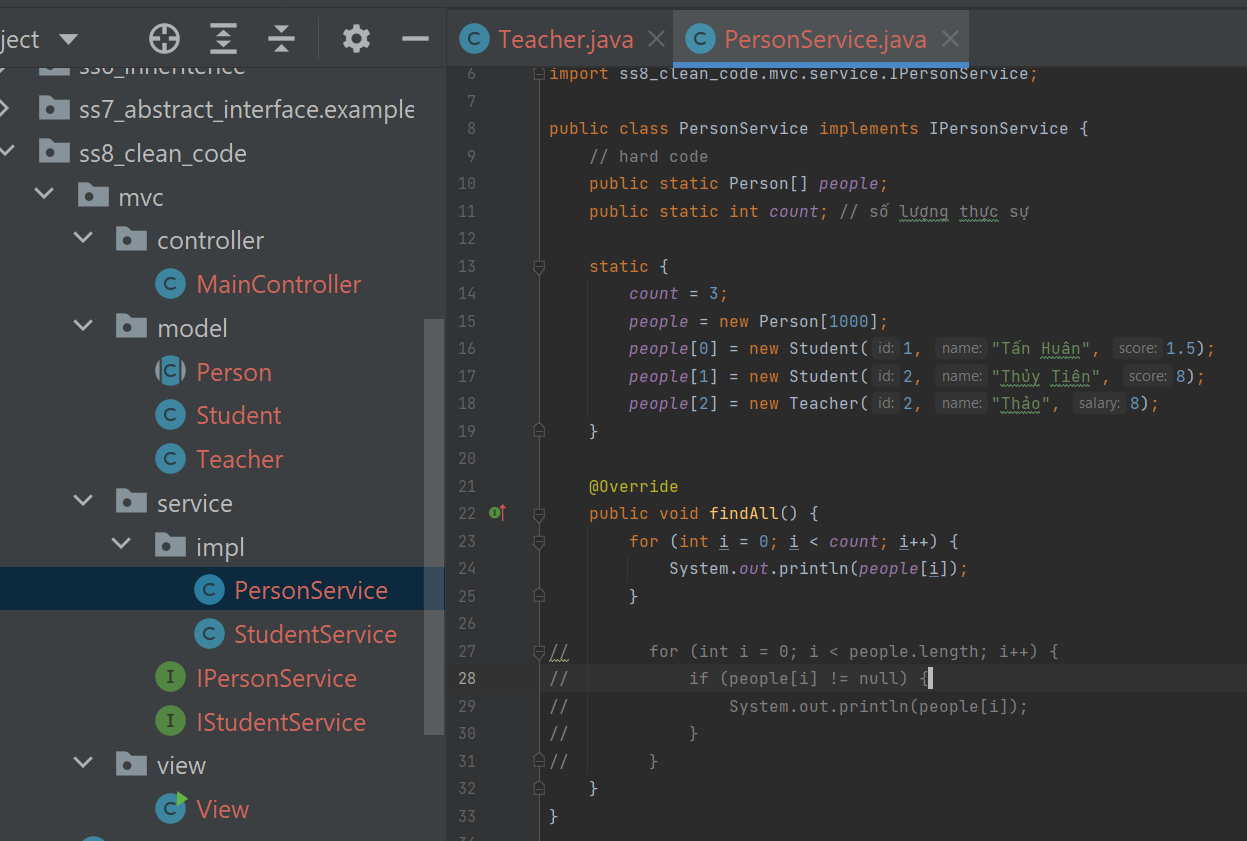 ject
ss6_inheritence
ss7_abstract_interface.example
ss8_clean_code
mvc
controller
MainController
model
Person
Student
Teacher
service
impl
PersonService
StudentService
IPersonService
IStudentService
view
View
Teacher.java
PersonService.java
6 import ss8_clean_code.mvc.service.IPersonService;
7
8 public class PersonService implements IPersonService {
9 // hard code
10 public static Person[] people;
11 public static int count; // số lượng thực sự
12
13 static {
14 count = 3;
15 people = new Person[1000];
16 people[0] = new Student( id: 1, name: "Tấn Huân", score: 1.5);
17 people[1] = new Student( id: 2, name: "Thủy Tiên", score: 8);
18 people[2] = new Teacher( id: 2, name: "Thảo", salary: 8);
19 }
20
21 @Override
22 public void findAll() {
23 for (int i = 0; i < count; i++) {
24 System.out.println(people[i]);
25 }
26
27 // for (int i = 0; i < people.length; i++) {
28 // if (people[i] != null) {
29 // System.out.println(people[i]);
30 // }
31 // }
32 }
33 }
34